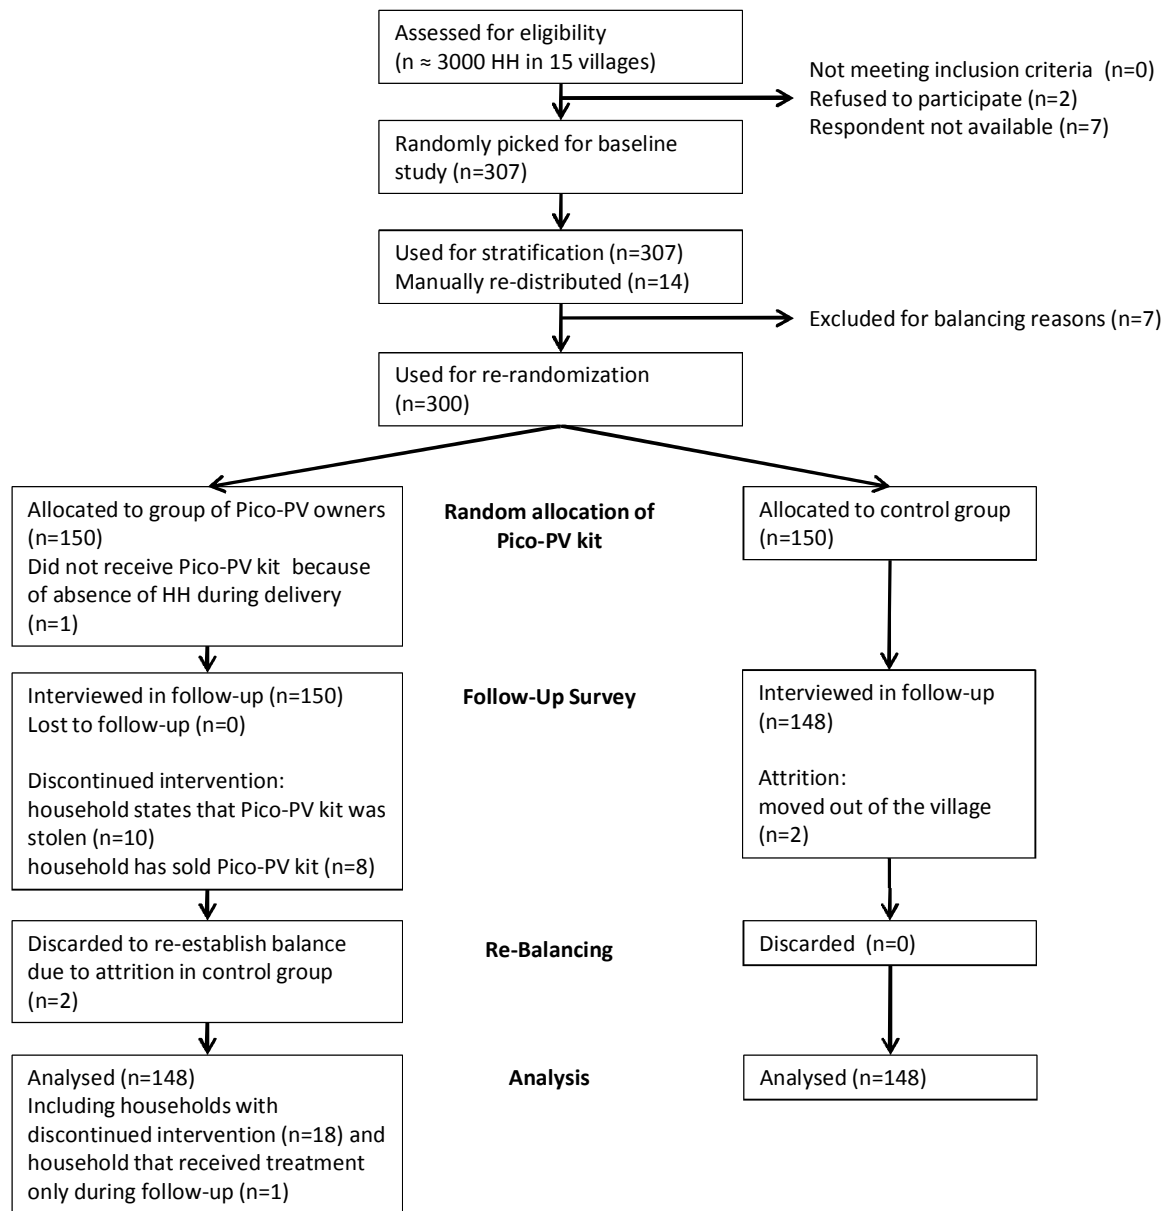 Assessed for eligibility
(n ≈ 3000 HH in 15 villages)
Not meeting inclusion criteria (n=0)
Refused to participate (n=2)
Respondent not available (n=7)
Randomly picked for baseline
study (n=307)
Used for stratification (n=307)
Manually re-distributed (n=14)
Excluded for balancing reasons (n=7)
Used for re-randomization
(n=300)
Allocated to group of Pico-PV owners
(n=150)
Did not receive Pico-PV kit because
of absence of HH during delivery
(n=1)
Random allocation of
Pico-PV kit
Allocated to control group
(n=150)
Interviewed in follow-up (n=150)
Lost to follow-up (n=0)
Discontinued intervention:
household states that Pico-PV kit was
stolen (n=10)
household has sold Pico-PV kit (n=8)
Follow-Up Survey
Interviewed in follow-up
(n=148)
Attrition:
moved out of the village
(n=2)
Discarded to re-establish balance
due to attrition in control group
(n=2)
Re-Balancing
Discarded (n=0)
Analysed (n=148)
Including households with
discontinued intervention (n=18) and
household that received treatment
only during follow-up (n=1)
Analysis
Analysed (n=148)